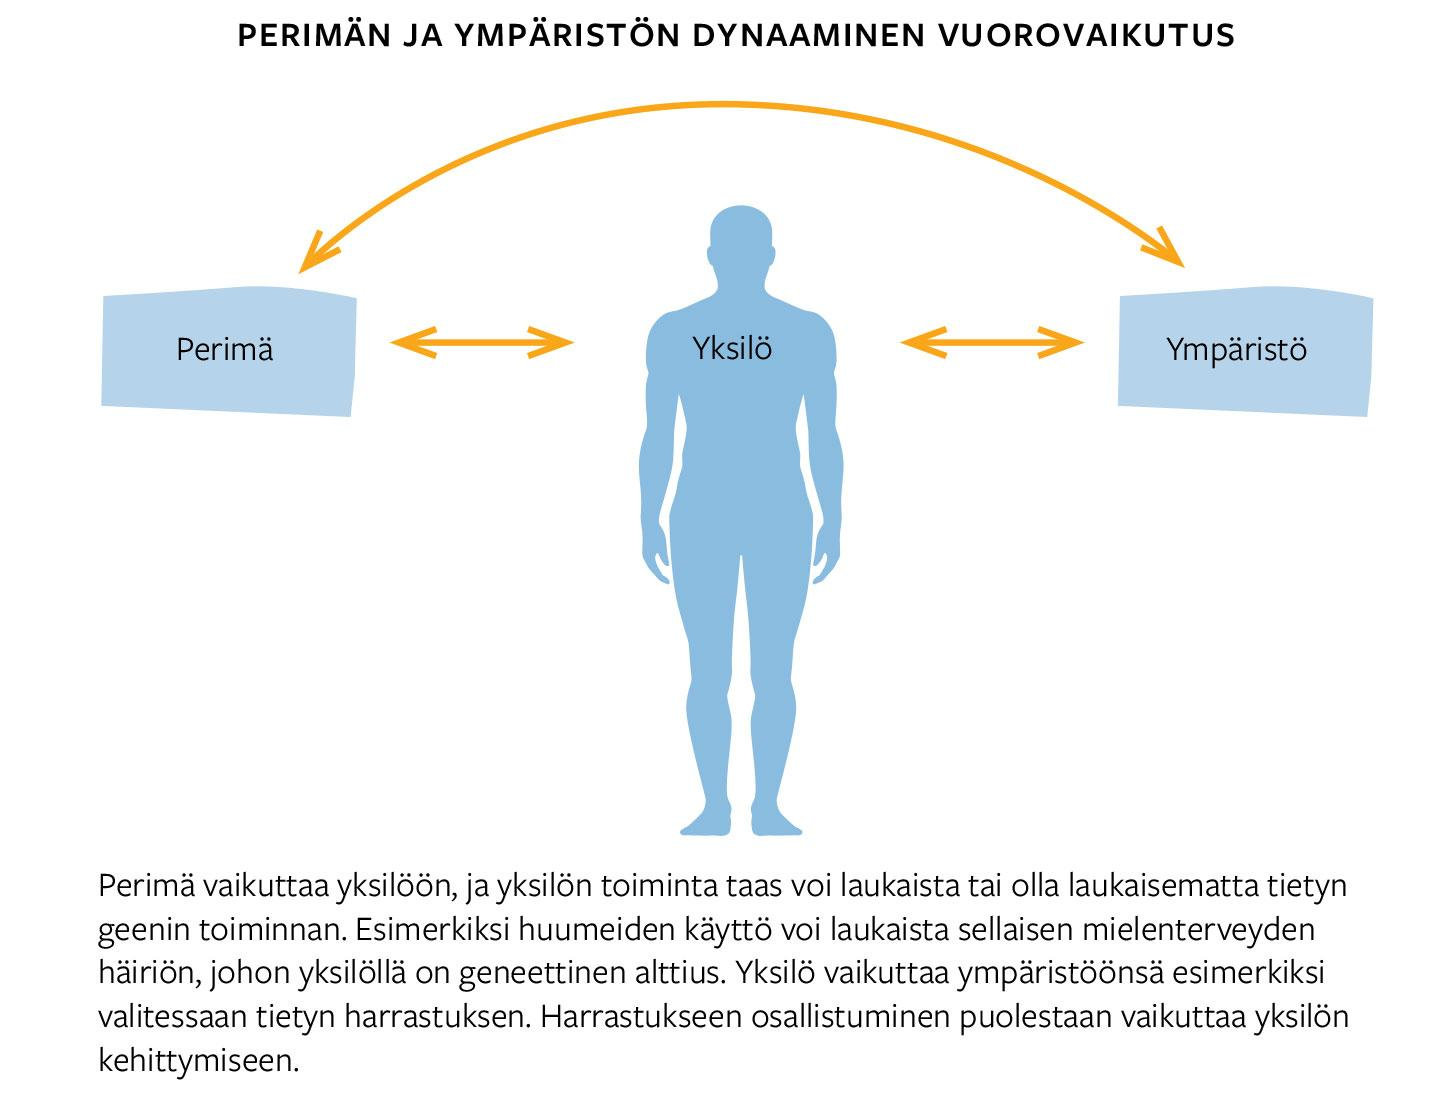 PERIMÄN JA YMPÄRISTÖN DYNAAMINEN VUOROVAIKUTUS
Perimä
Yksilö
Ympäristö
Perimä vaikuttaa yksilöön, ja yksilön toiminta taas voi laukaista tai olla laukaisematta tietyn
geenin toiminnan. Esimerkiksi huumeiden käyttö voi laukaista sellaisen mielenterveyden
häiriön, johon yksilöllä on geneettinen alttius. Yksilö vaikuttaa ympäristöönsä esimerkiksi
valitessaan tietyn harrastuksen. Harrastukseen osallistuminen puolestaan vaikuttaa yksilön
kehittymiseen.